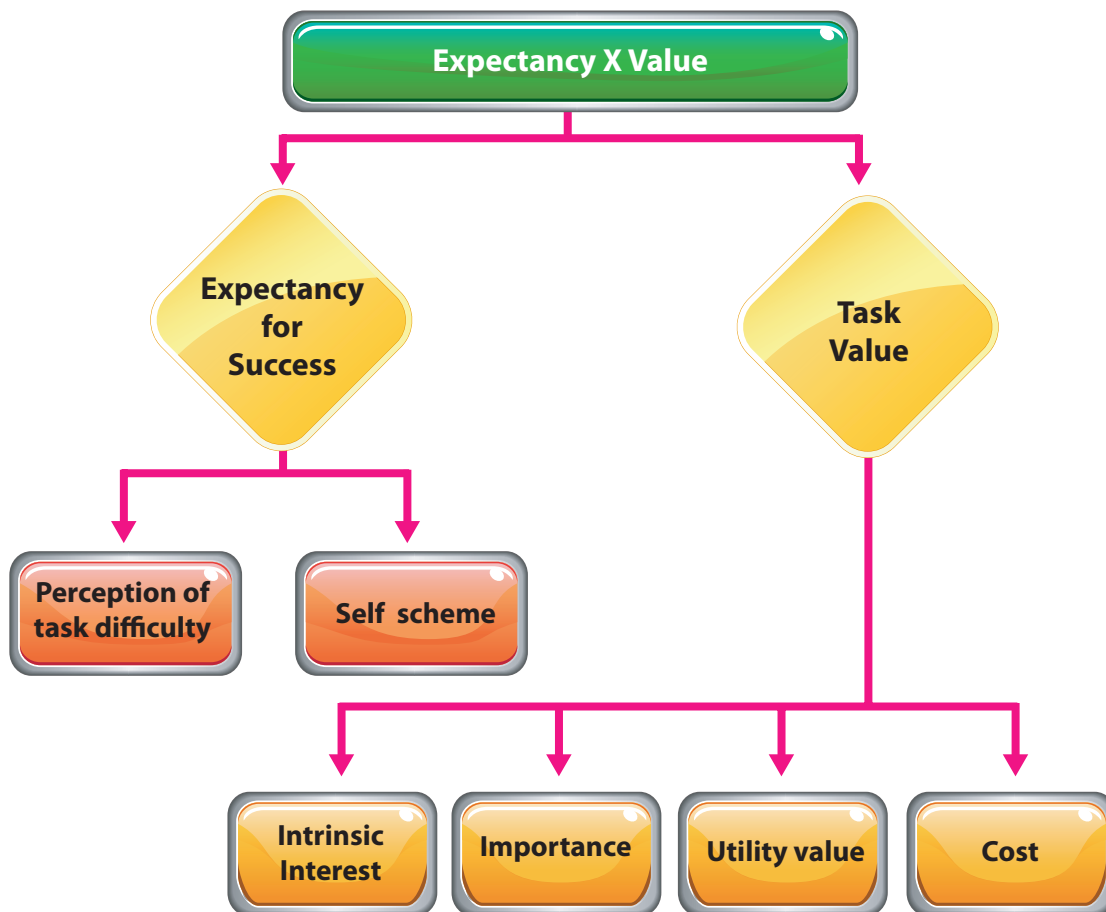 Expectancy X Value
Expectancy
for
Success
Task
Value
Perception of
task difficulty
Self scheme
Intrinsic
Interest
Importance
Utility value
Cost